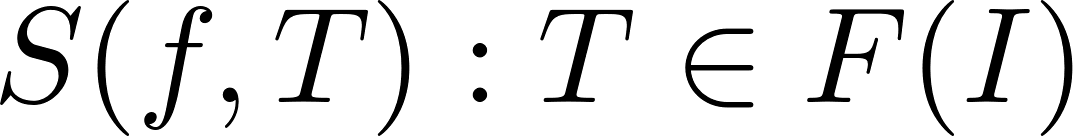 S(f, T) : T ∈ F(I)